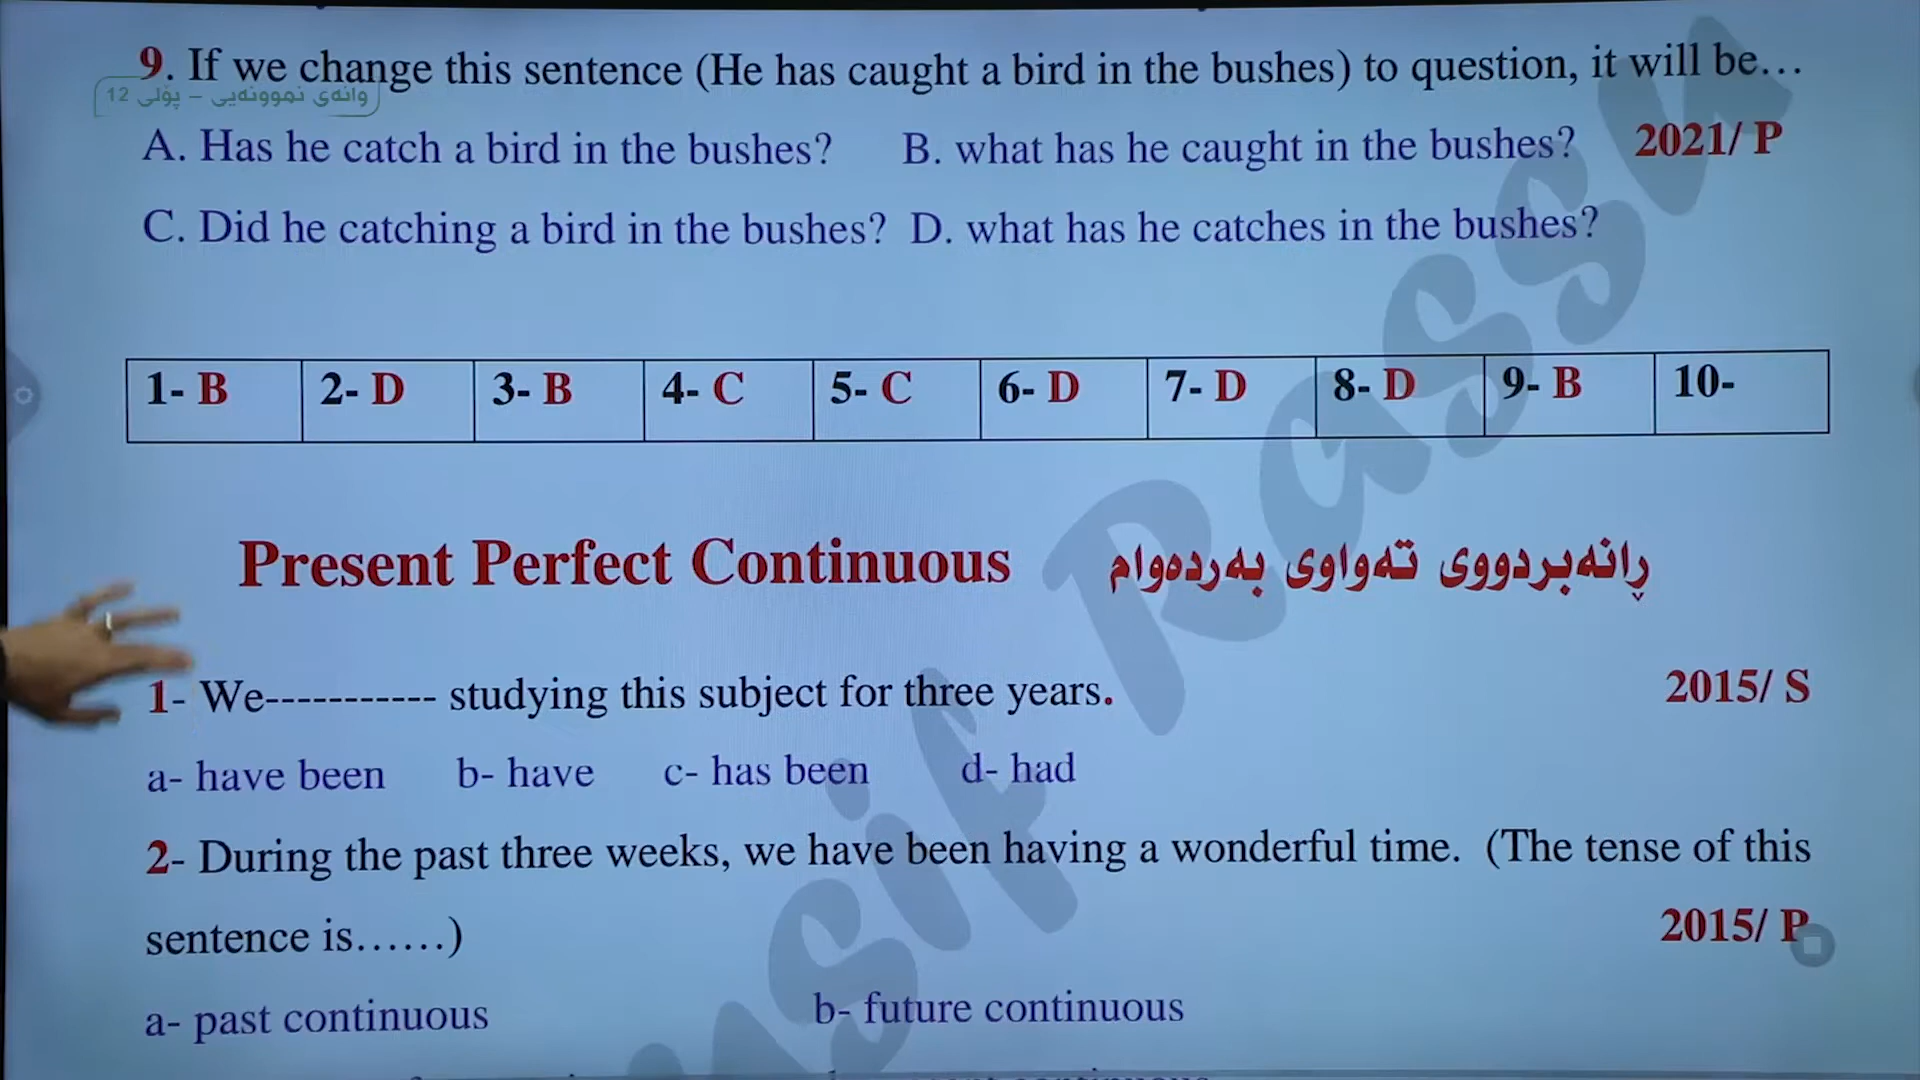 9. If we change this sentence (He has caught a bird in the bushes) to question, it will be...
وانەی نموونەیی – پۆلی 12
A. Has he catch a bird in the bushes? B. what has he caught in the bushes? 2021/ P
C. Did he catching a bird in the bushes? D. what has he catches in the bushes?
1- B 2- D 3- B 4- C 5- C 6- D 7- D 8- D 9- B 10-
Present Perfect Continuous ڕانەبردووی تەواوی بەردەوام
1- We----------- studying this subject for three years. 2015/ S
a- have been b- have c- has been d- had
2- During the past three weeks, we have been having a wonderful time. (The tense of this
sentence is......) 2015/ P
a- past continuous b- future continuous
Rassu